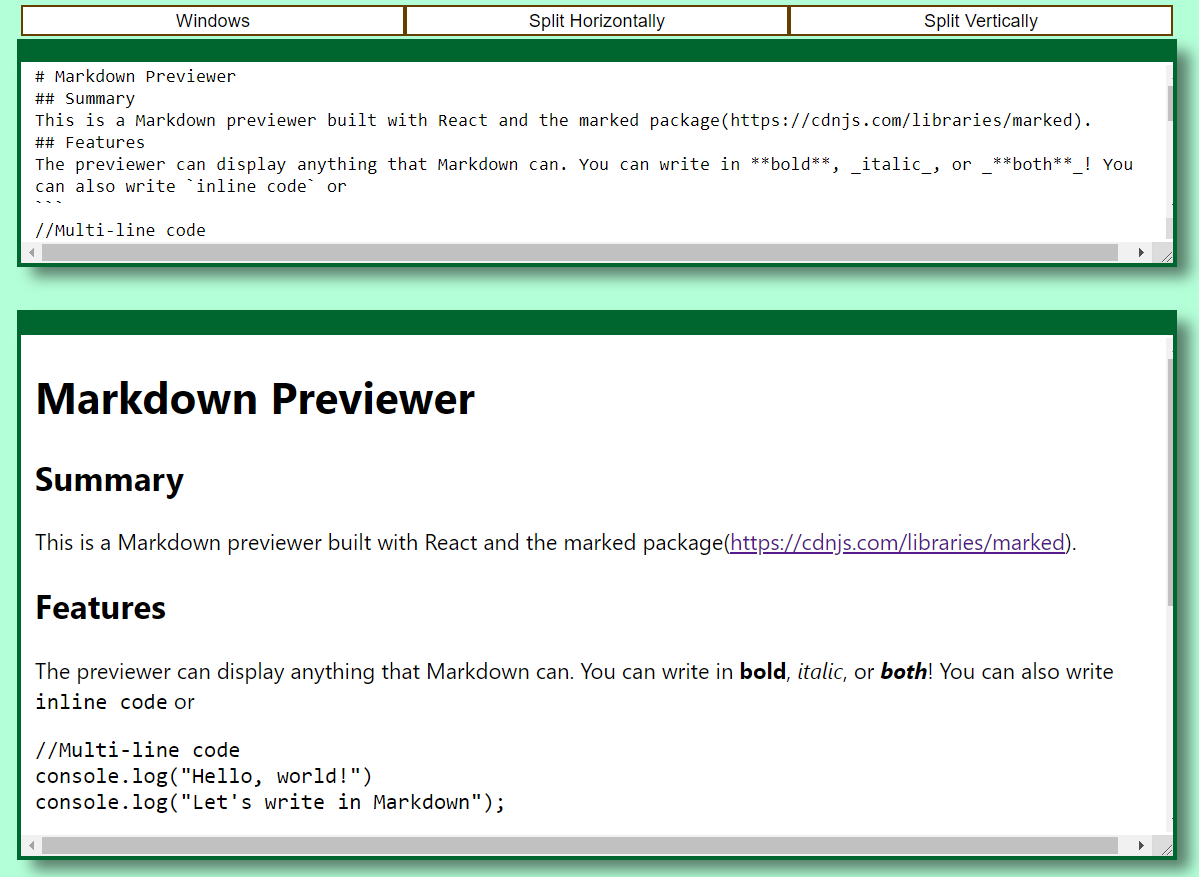 Windows
Split Horizontally
Split Vertically
# Markdown Previewer
## Summary
This is a Markdown previewer built with React and the marked package(https://cdnjs.com/libraries/marked).
## Features
The previewer can display anything that Markdown can. You can write in **bold**, _italic_, or _**both**_! You
can also write `inline code` or
```
//Multi-line code
Markdown Previewer
Summary
This is a Markdown previewer built with React and the marked package(https://cdnjs.com/libraries/marked).
Features
The previewer can display anything that Markdown can. You can write in bold, italic, or both! You can also write
inline code or
//Multi-line code
console.log("Hello, world!")
console.log("Let's write in Markdown");